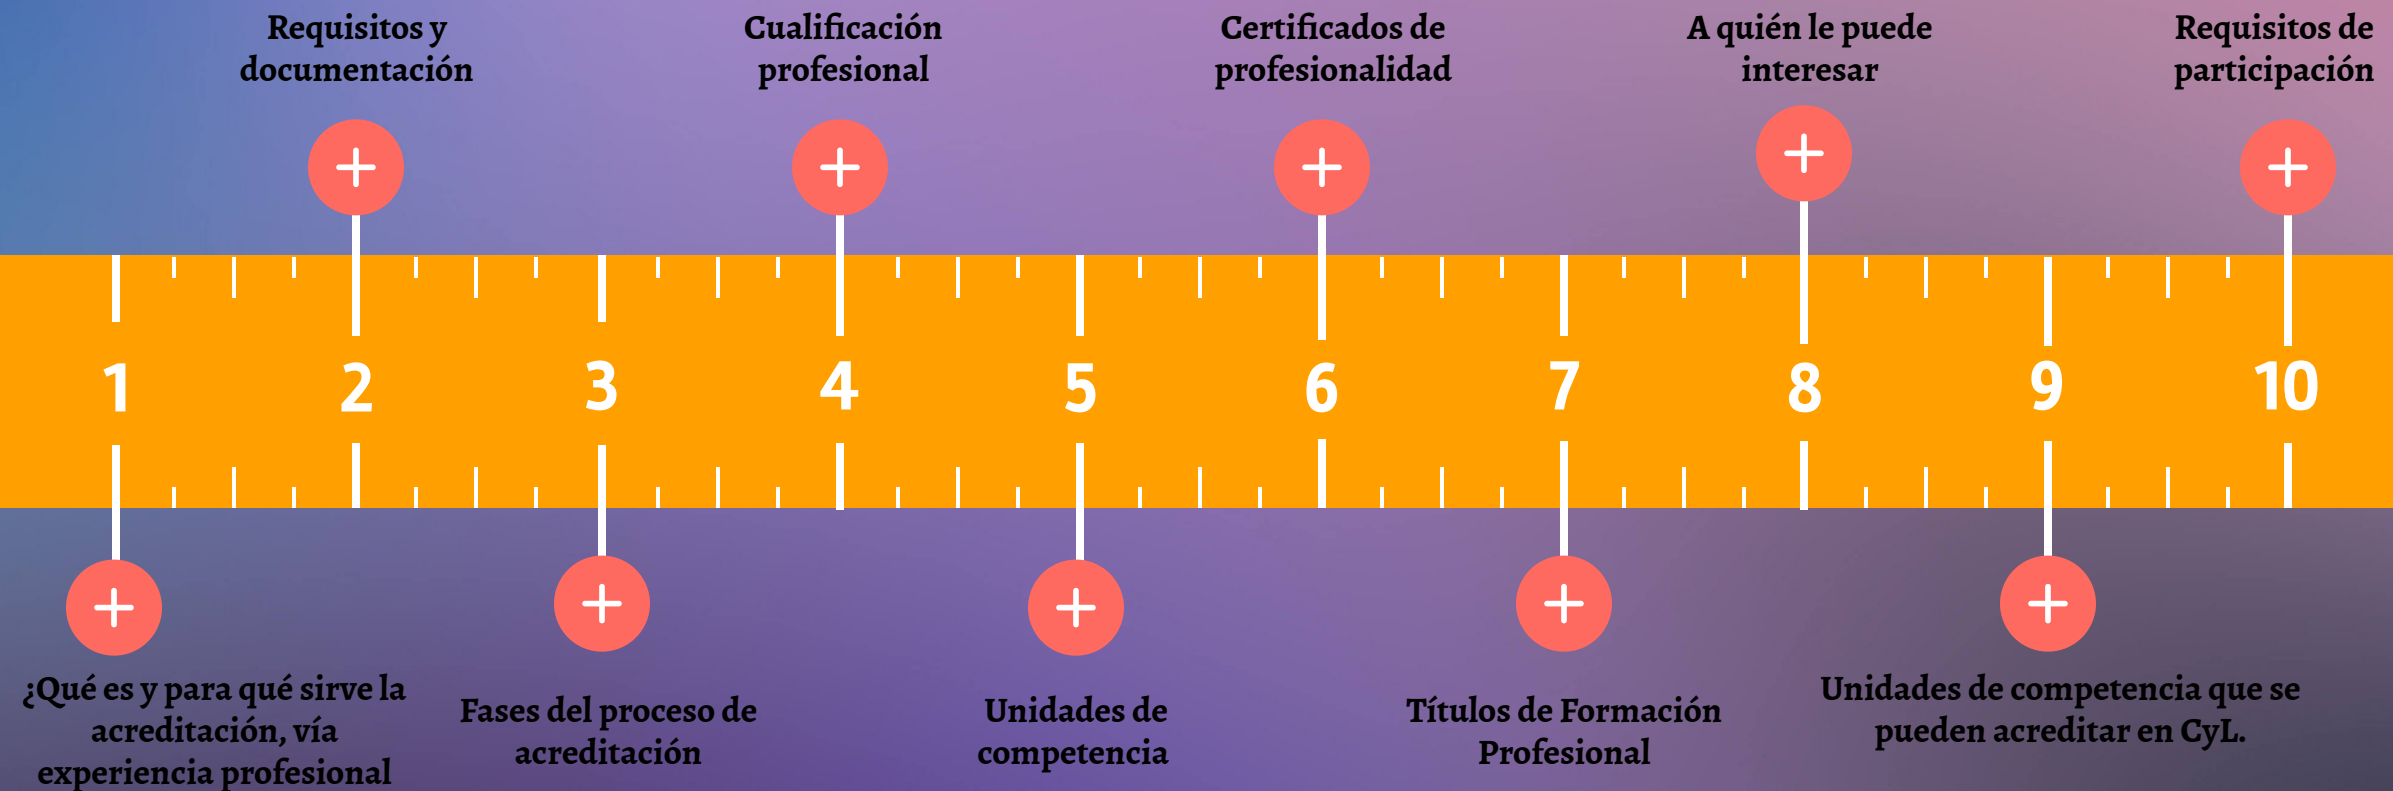 Requisitos y
documentación
Cualificación
profesional
Certificados de
profesionalidad
A quién le puede
interesar
Requisitos de
participación
1
2
3
4
5
6
7
8
9
10
¿Qué es y para qué sirve la
acreditación, vía
experiencia profesional
Fases del proceso de
acreditación
Unidades de
competencia
Títulos de Formación
Profesional
Unidades de competencia que se
pueden acreditar en CyL.